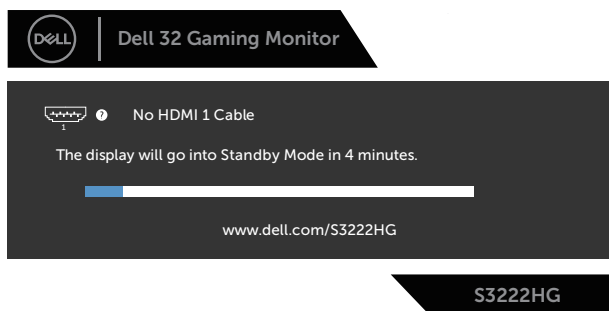 DELL
Dell 32 Gaming Monitor
? No HDMI 1 Cable
1
The display will go into Standby Mode in 4 minutes.
www.dell.com/S3222HG
S3222HG